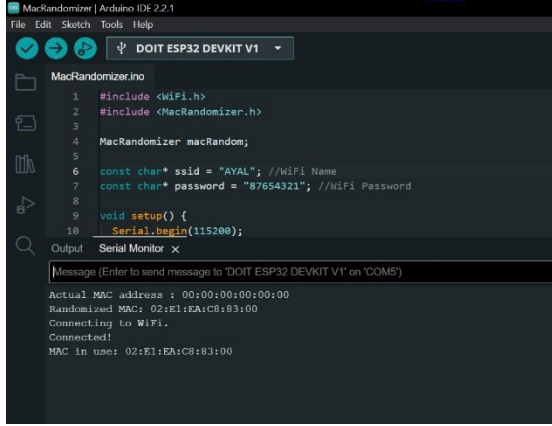 MacRandomizer | Arduino IDE 2.2.1
File Edit Sketch Tools Help
DOIT ESP32 DEVKIT V1
MacRandomizer.ino
1 #include <WiFi.h>
2 #include <MacRandomizer.h>
3
4 MacRandomizer macRandom;
5
6 const char* ssid = "AYAL"; //WiFi Name
7 const char* password = "87654321"; //WiFi Password
8
9 void setup() {
10 Serial.begin(115200);
Output Serial Monitor ×
Message (Enter to send message to 'DOIT ESP32 DEVKIT V1' on 'COM5')
Actual MAC address : 00:00:00:00:00:00
Randomized MAC: 02:E1:EA:C8:83:00
Connecting to WiFi.
Connected!
MAC in use: 02:E1:EA:C8:83:00